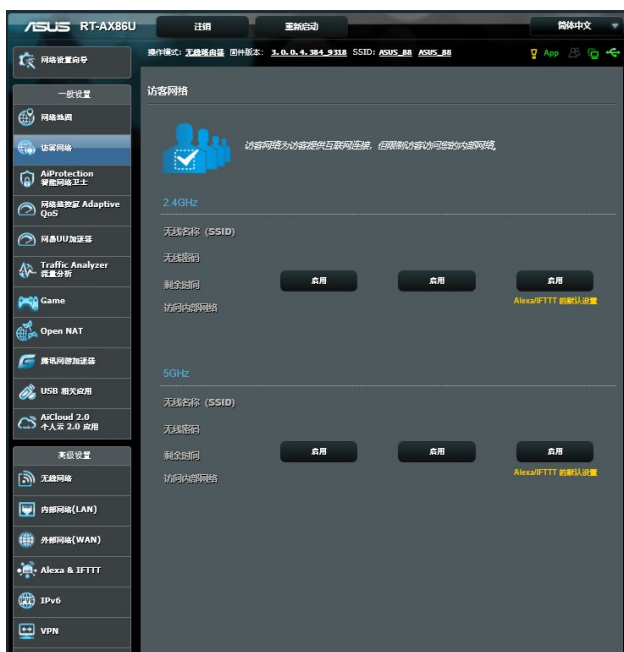 ASUS RT-AX86U 注销 重新启动 简体中文
操作模式: 无线路由器 固件版本: 3.0.0.4.384_9318 SSID: ASUS_88 ASUS_88 App
网络设置向导
一般设置
网络地图
访客网络
AiProtection
智能网络卫士
网络监控家 Adaptive
QoS
网易UU加速器
Traffic Analyzer
流量分析
Game
Open NAT
腾讯网游加速器
USB 相关应用
AiCloud 2.0
个人云 2.0 应用
高级设置
无线网络
内部网络(LAN)
外部网络(WAN)
Alexa & IFTTT
IPv6
VPN
访客网络
访客网络为访客提供互联网连接，但限制访客访问您的内部网域。
2.4GHz
无线名称 (SSID)
无线密码
剩余时间 启用 启用 启用
Alexa/IFTTT 的默认设置
访问内部网络
5GHz
无线名称 (SSID)
无线密码
剩余时间 启用 启用 启用
Alexa/IFTTT 的默认设置
访问内部网络